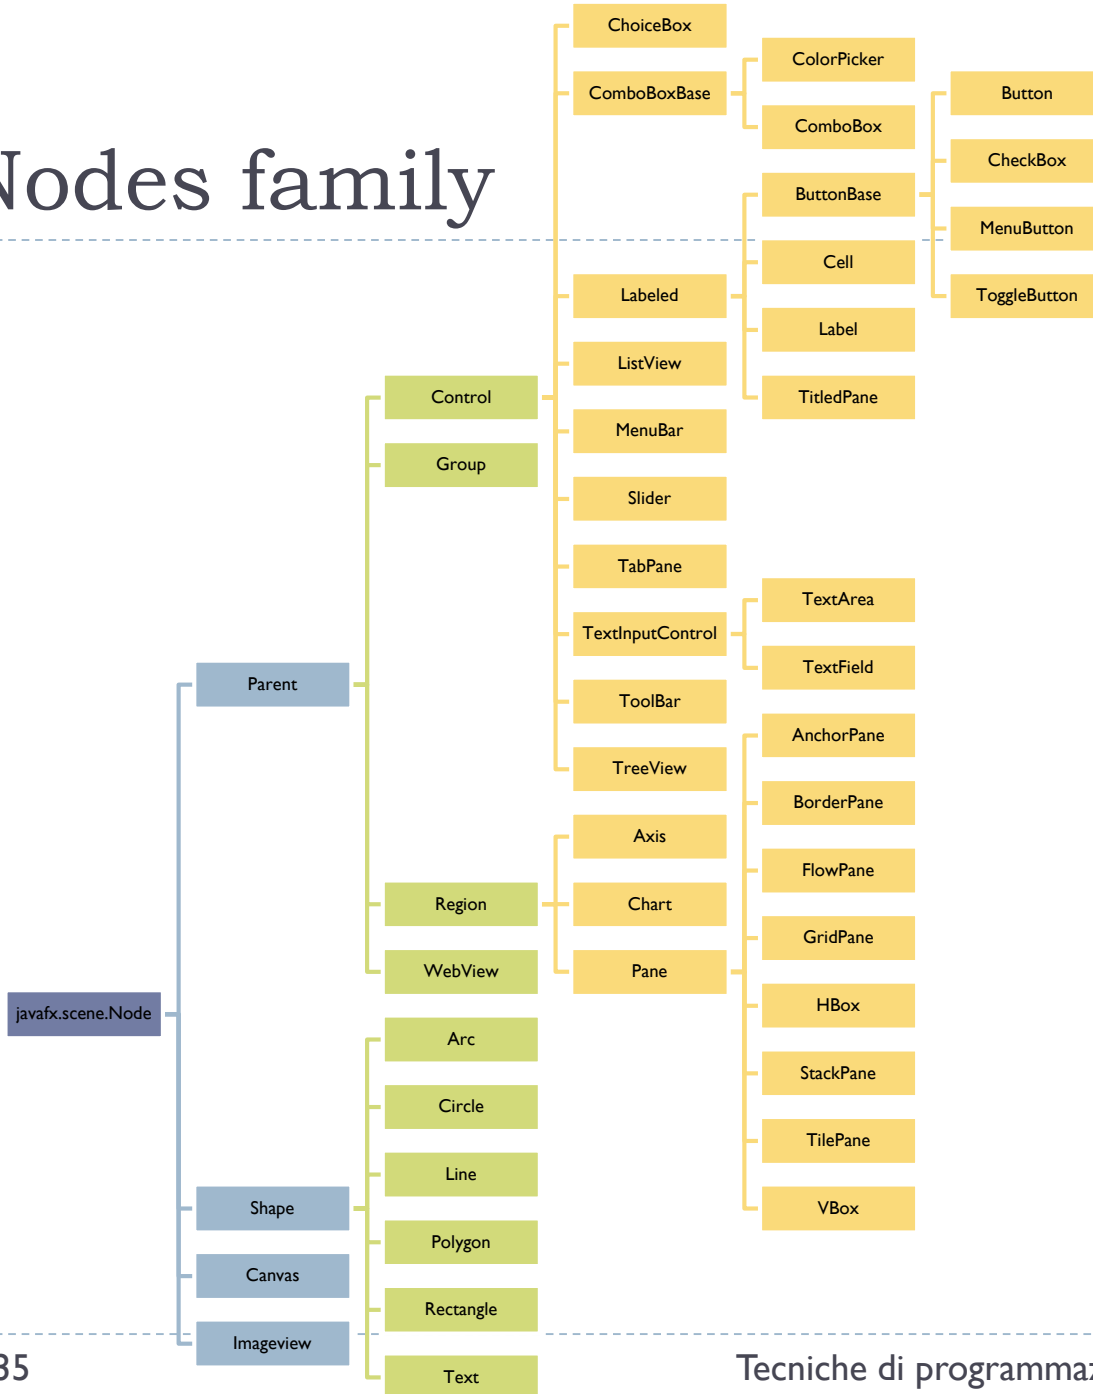 Nodes family
javafx.scene.Node
Parent
Control
ChoiceBox
ComboBoxBase
ColorPicker
ComboBox
Labeled
ButtonBase
Button
CheckBox
MenuButton
ToggleButton
Cell
Label
TitledPane
ListView
MenuBar
Slider
TabPane
TextInputControl
TextArea
TextField
ToolBar
TreeView
Group
Region
Axis
Chart
Pane
AnchorPane
BorderPane
FlowPane
GridPane
HBox
StackPane
TilePane
VBox
WebView
Shape
Arc
Circle
Line
Polygon
Rectangle
Text
Canvas
Imageview
35
Tecniche di